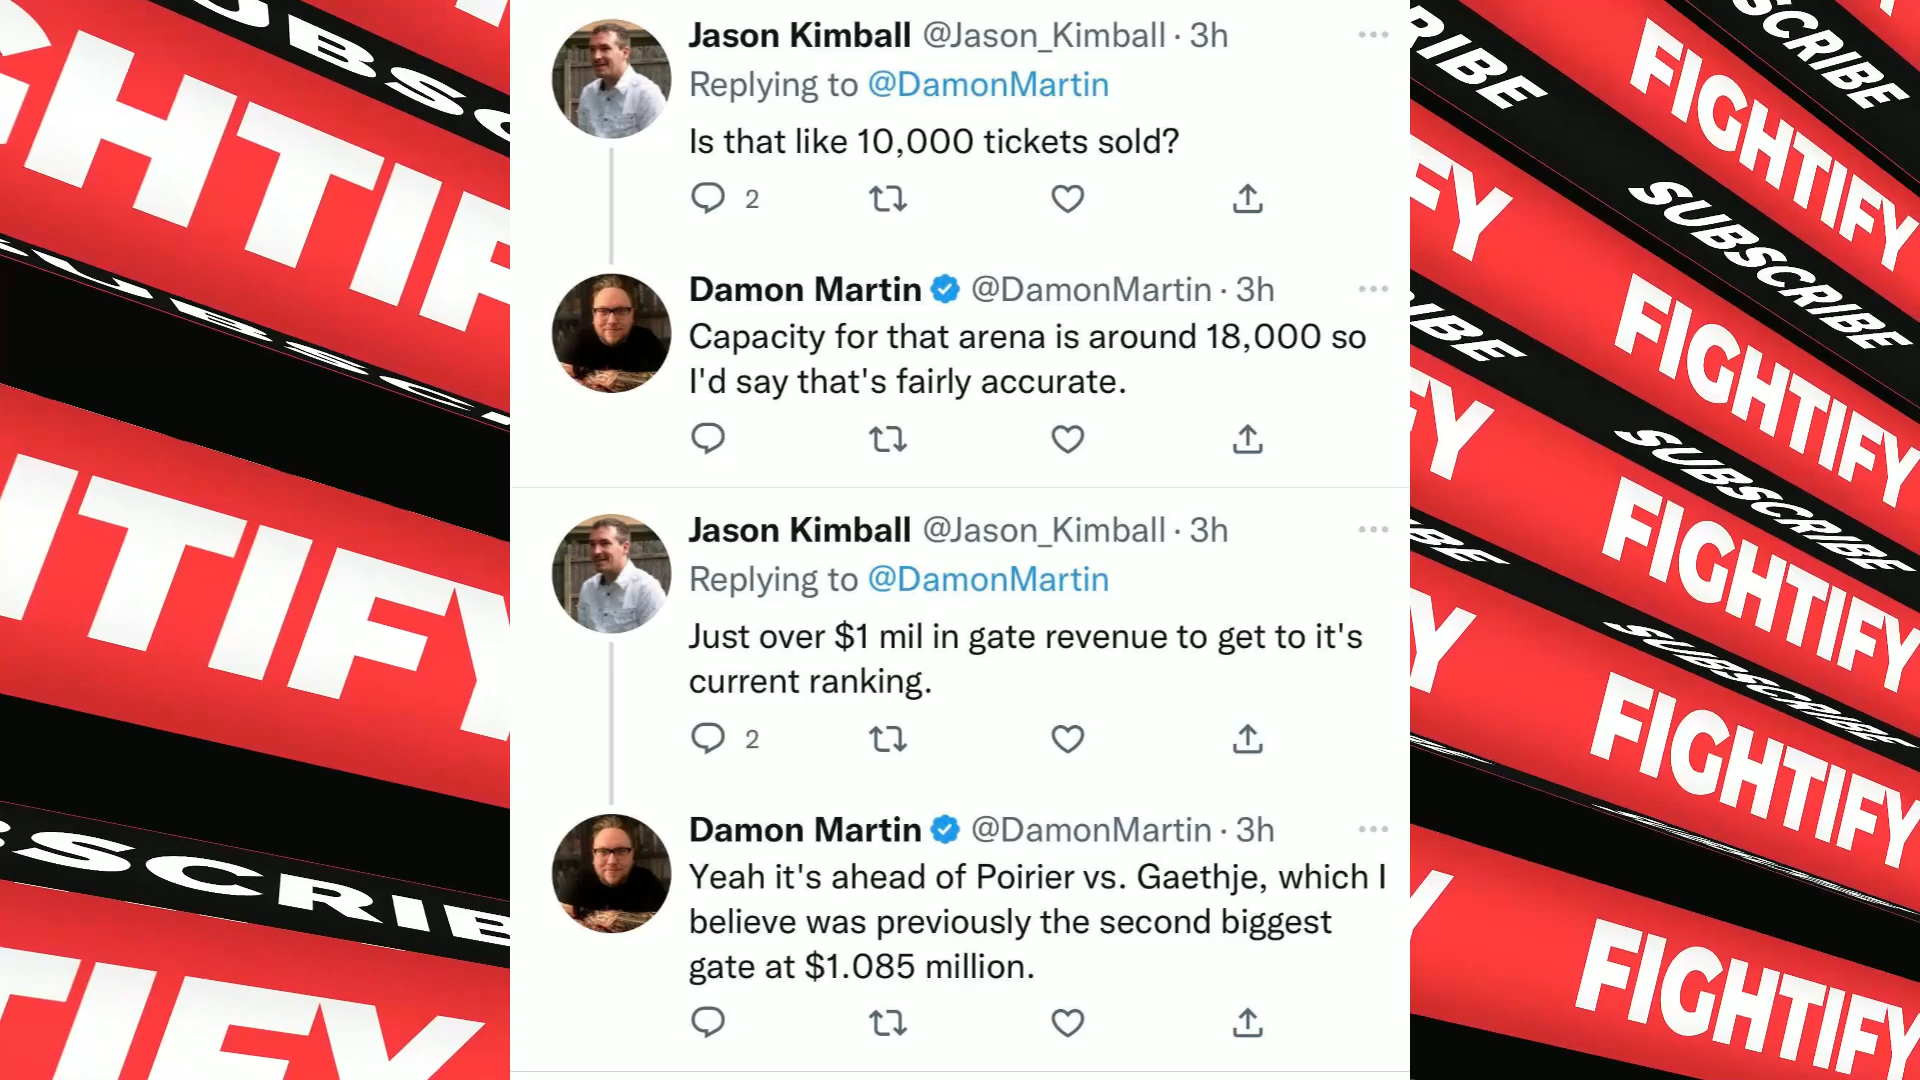 Jason Kimball @Jason_Kimball · 3h
Replying to @DamonMartin
Is that like 10,000 tickets sold?
2
Damon Martin @DamonMartin · 3h
Capacity for that arena is around 18,000 so
I'd say that's fairly accurate.
Jason Kimball @Jason_Kimball · 3h
Replying to @DamonMartin
Just over $1 mil in gate revenue to get to it's
current ranking.
2
Damon Martin @DamonMartin · 3h
Yeah it's ahead of Poirier vs. Gaethje, which I
believe was previously the second biggest
gate at $1.085 million.
FIGHTIFY
SUBSCRIBE
FIGHTIFY
SUBSCRIBE
FIGHTIFY
SUBSCRIBE
FIGHTIFY
FIGHTIFY